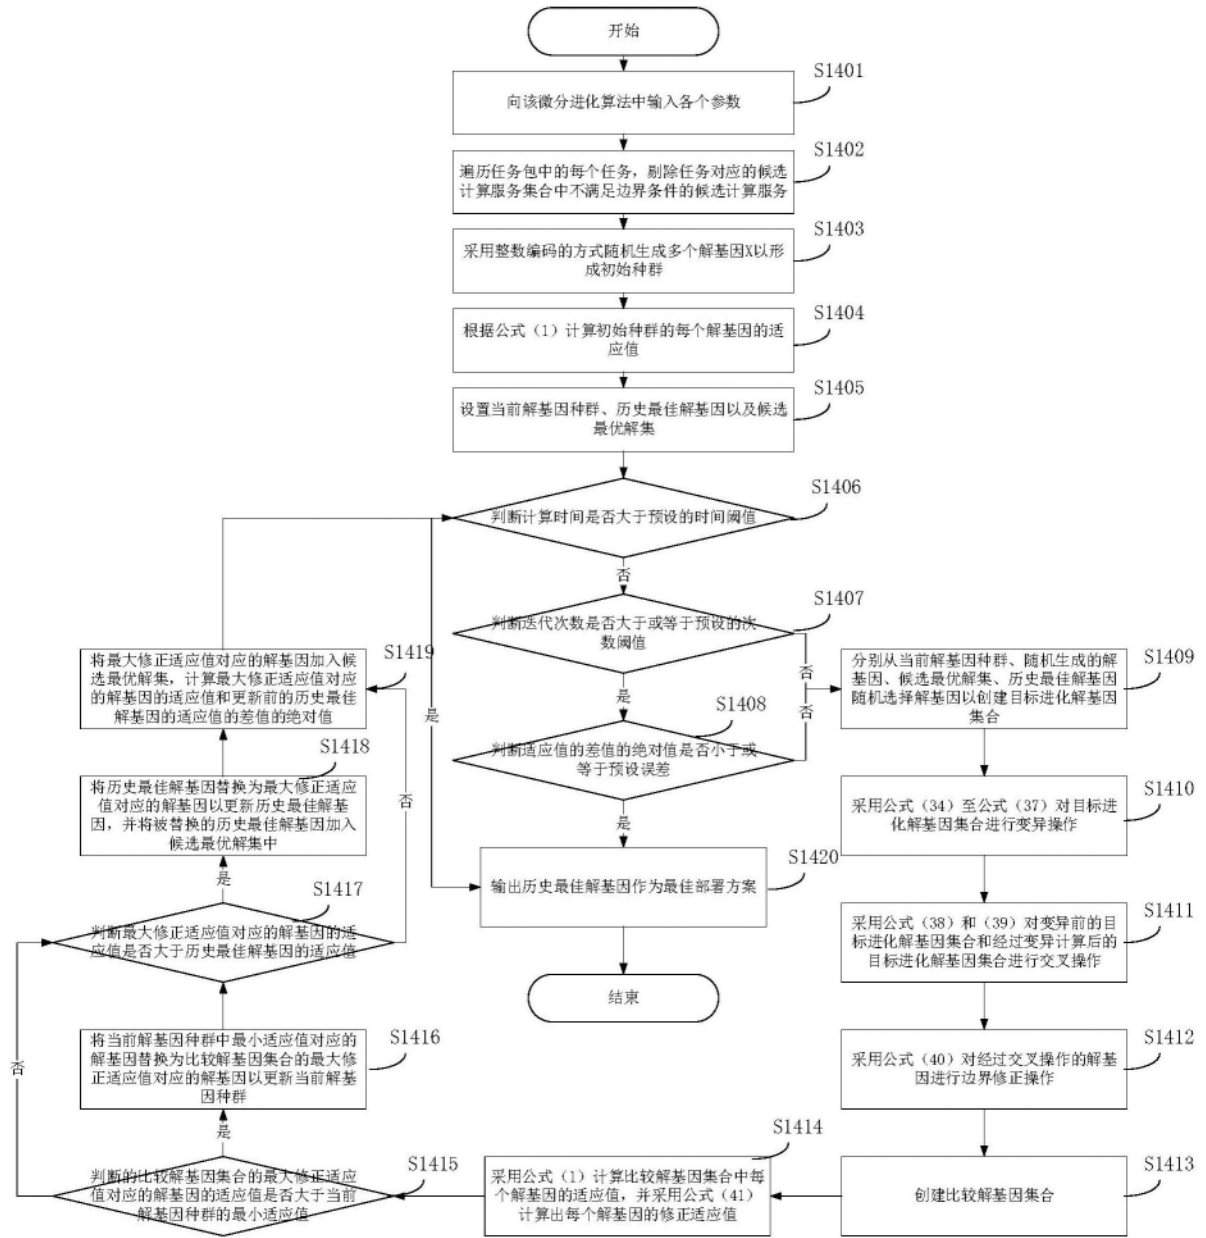 开始
S1401
向该微分进化算法中输入各个参数
S1402
遍历任务包中的每个任务，剔除任务对应的候选
计算服务集合中不满足边界条件的候选计算服务
S1403
采用整数编码的方式随机生成多个解基因X以形
成初始种群
S1404
根据公式（1）计算初始种群的每个解基因的适
应值
S1405
设置当前解基因种群、历史最佳解基因以及候选
最优解集
S1406
判断计算时间是否大于预设的时间阈值
否
是
S1407
判断迭代次数是否大于或等于预设的次
数阈值
否
是
S1408
判断适应值的差值的绝对值是否小于或
等于预设误差
否
是
S1409
分别从当前解基因种群、随机生成的解
基因、候选最优解集、历史最佳解基因
随机选择解基因以创建目标进化解基因
集合
S1410
采用公式（34）至公式（37）对目标进
化解基因集合进行变异操作
S1411
采用公式（38）和（39）对变异前的目
标进化解基因集合和经过变异计算后的
目标进化解基因集合进行交叉操作
S1412
采用公式（40）对经过交叉操作的解基
因进行边界修正操作
S1413
创建比较解基因集合
S1414
采用公式（1）计算比较解基因集合中每
个解基因的适应值，并采用公式（41）
计算出每个解基因的修正适应值
S1415
判断的比较解基因集合的最大修正适应
值对应的解基因的适应值是否大于当前
解基因种群的最小适应值
是
否
S1416
将当前解基因种群中最小适应值对应的
解基因替换为比较解基因集合的最大修
正适应值对应的解基因以更新当前解基
因种群
S1417
判断最大修正适应值对应的解基因的适
应值是否大于历史最佳解基因的适应值
是
否
S1418
将历史最佳解基因替换为最大修正适应
值对应的解基因以更新历史最佳解基
因，并将被替换的历史最佳解基因加入
候选最优解集中
S1419
将最大修正适应值对应的解基因加入候
选最优解集，计算最大修正适应值对应
的解基因的适应值和更新前的历史最佳
解基因的适应值的差值的绝对值
S1420
输出历史最佳解基因作为最佳部署方案
结束